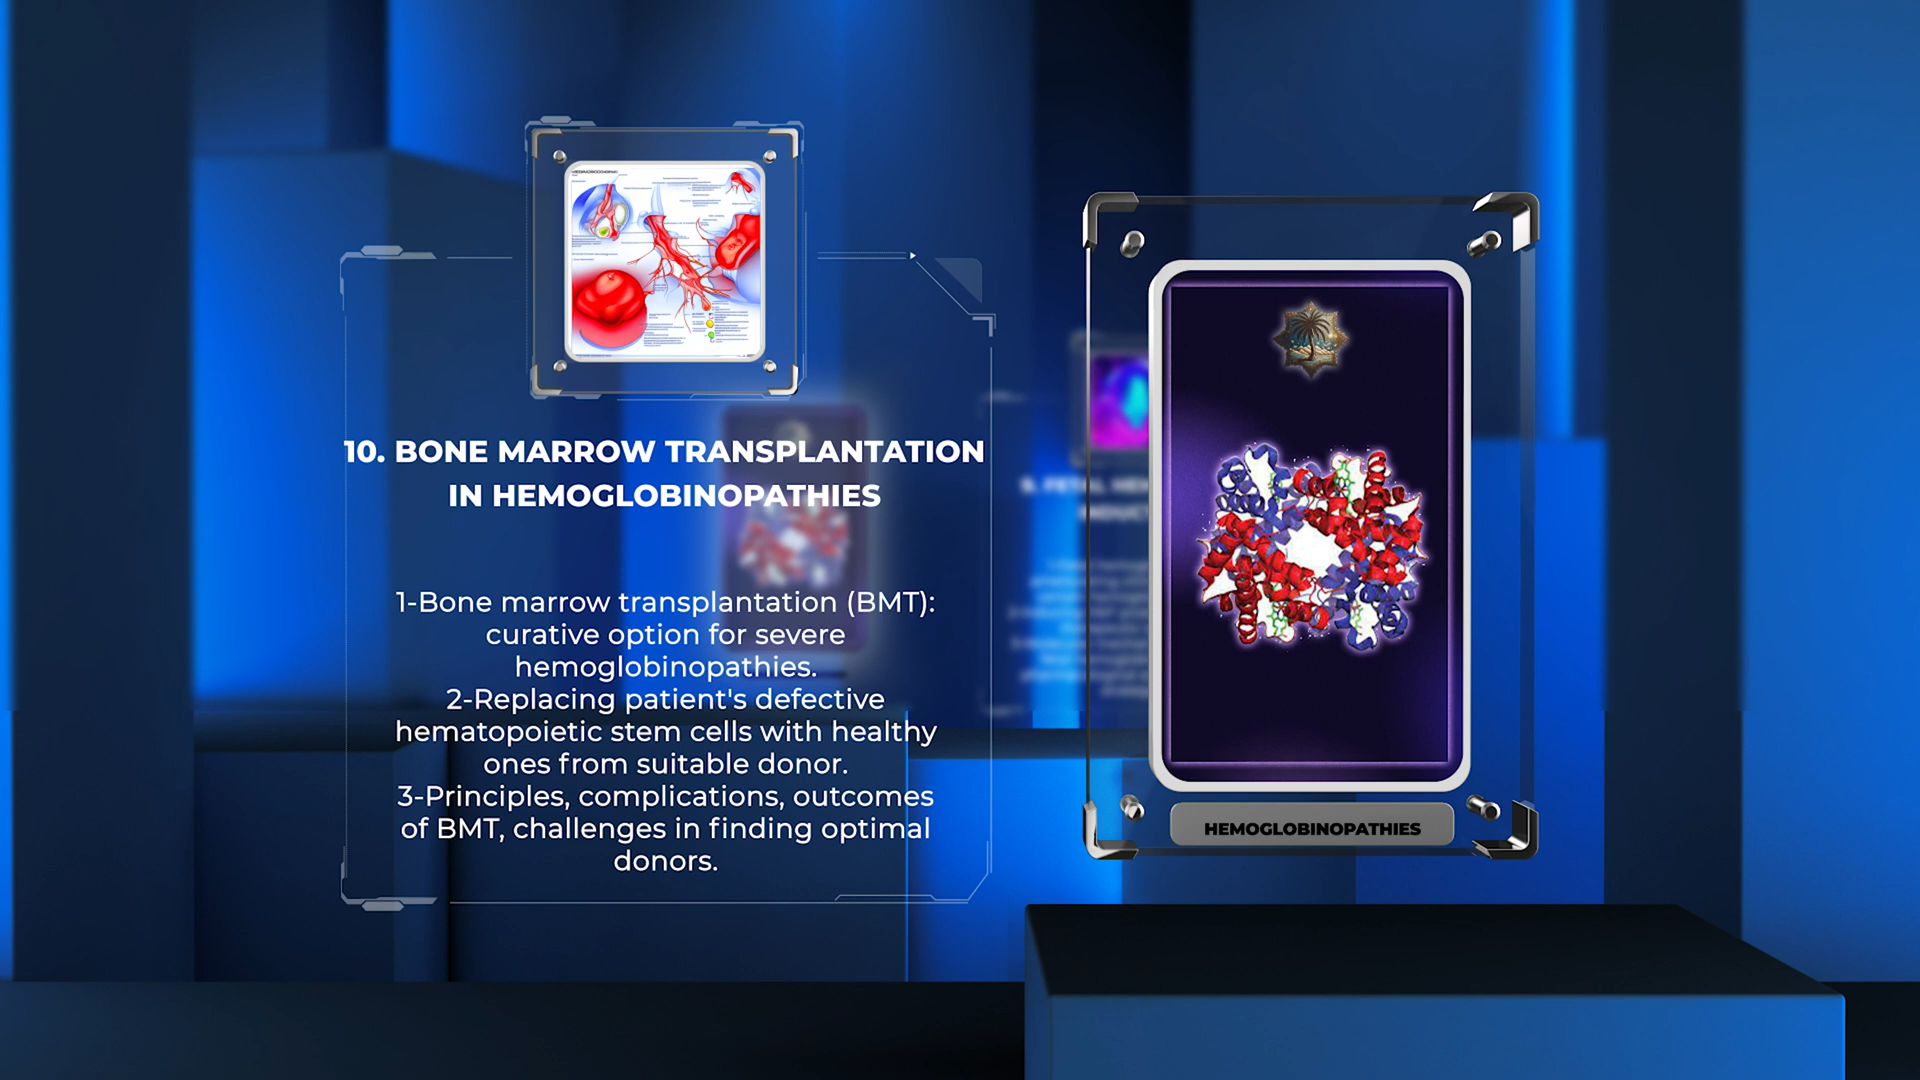 10. BONE MARROW TRANSPLANTATION
IN HEMOGLOBINOPATHIES
1-Bone marrow transplantation (BMT):
curative option for severe
hemoglobinopathies.
2-Replacing patient's defective
hematopoietic stem cells with healthy
ones from suitable donor.
3-Principles, complications, outcomes
of BMT, challenges in finding optimal
donors.
HEMOGLOBINOPATHIES